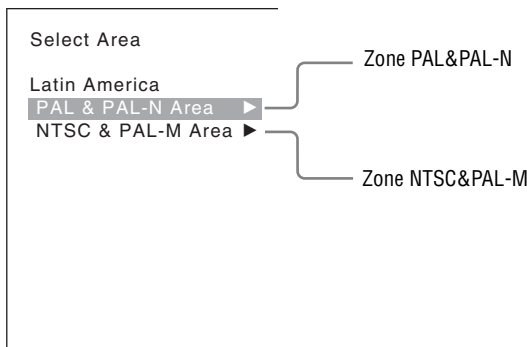 Select Area
Zone PAL&PAL-N
Latin America
PAL & PAL-N Area ►
NTSC & PAL-M Area ►
Zone NTSC&PAL-M